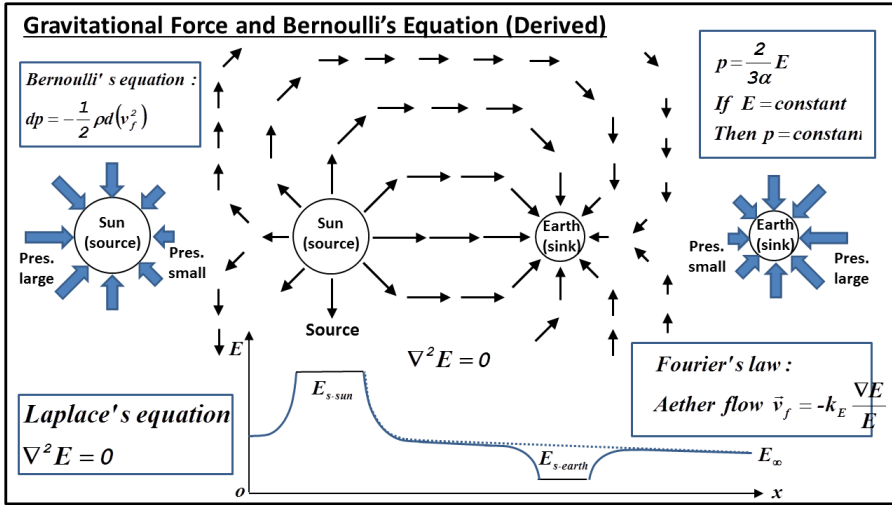 Gravitational Force and Bernoulli's Equation (Derived)
Bernoulli's equation :
dp = -1/2 ρd(v_f^2)
p = 2/3α E
If E = constant
Then p = constant
Sun
(source)
Pres.
large
Pres.
small
Sun
(source)
Source
Earth
(sink)
Earth
(sink)
Pres.
small
Pres.
large
∇²E = 0
Laplace's equation
∇²E = 0
Fourier's law :
Aether flow v⃗_f = -k_E ∇E/E
E
E_s-sun
E_s-earth
E_∞
o
x